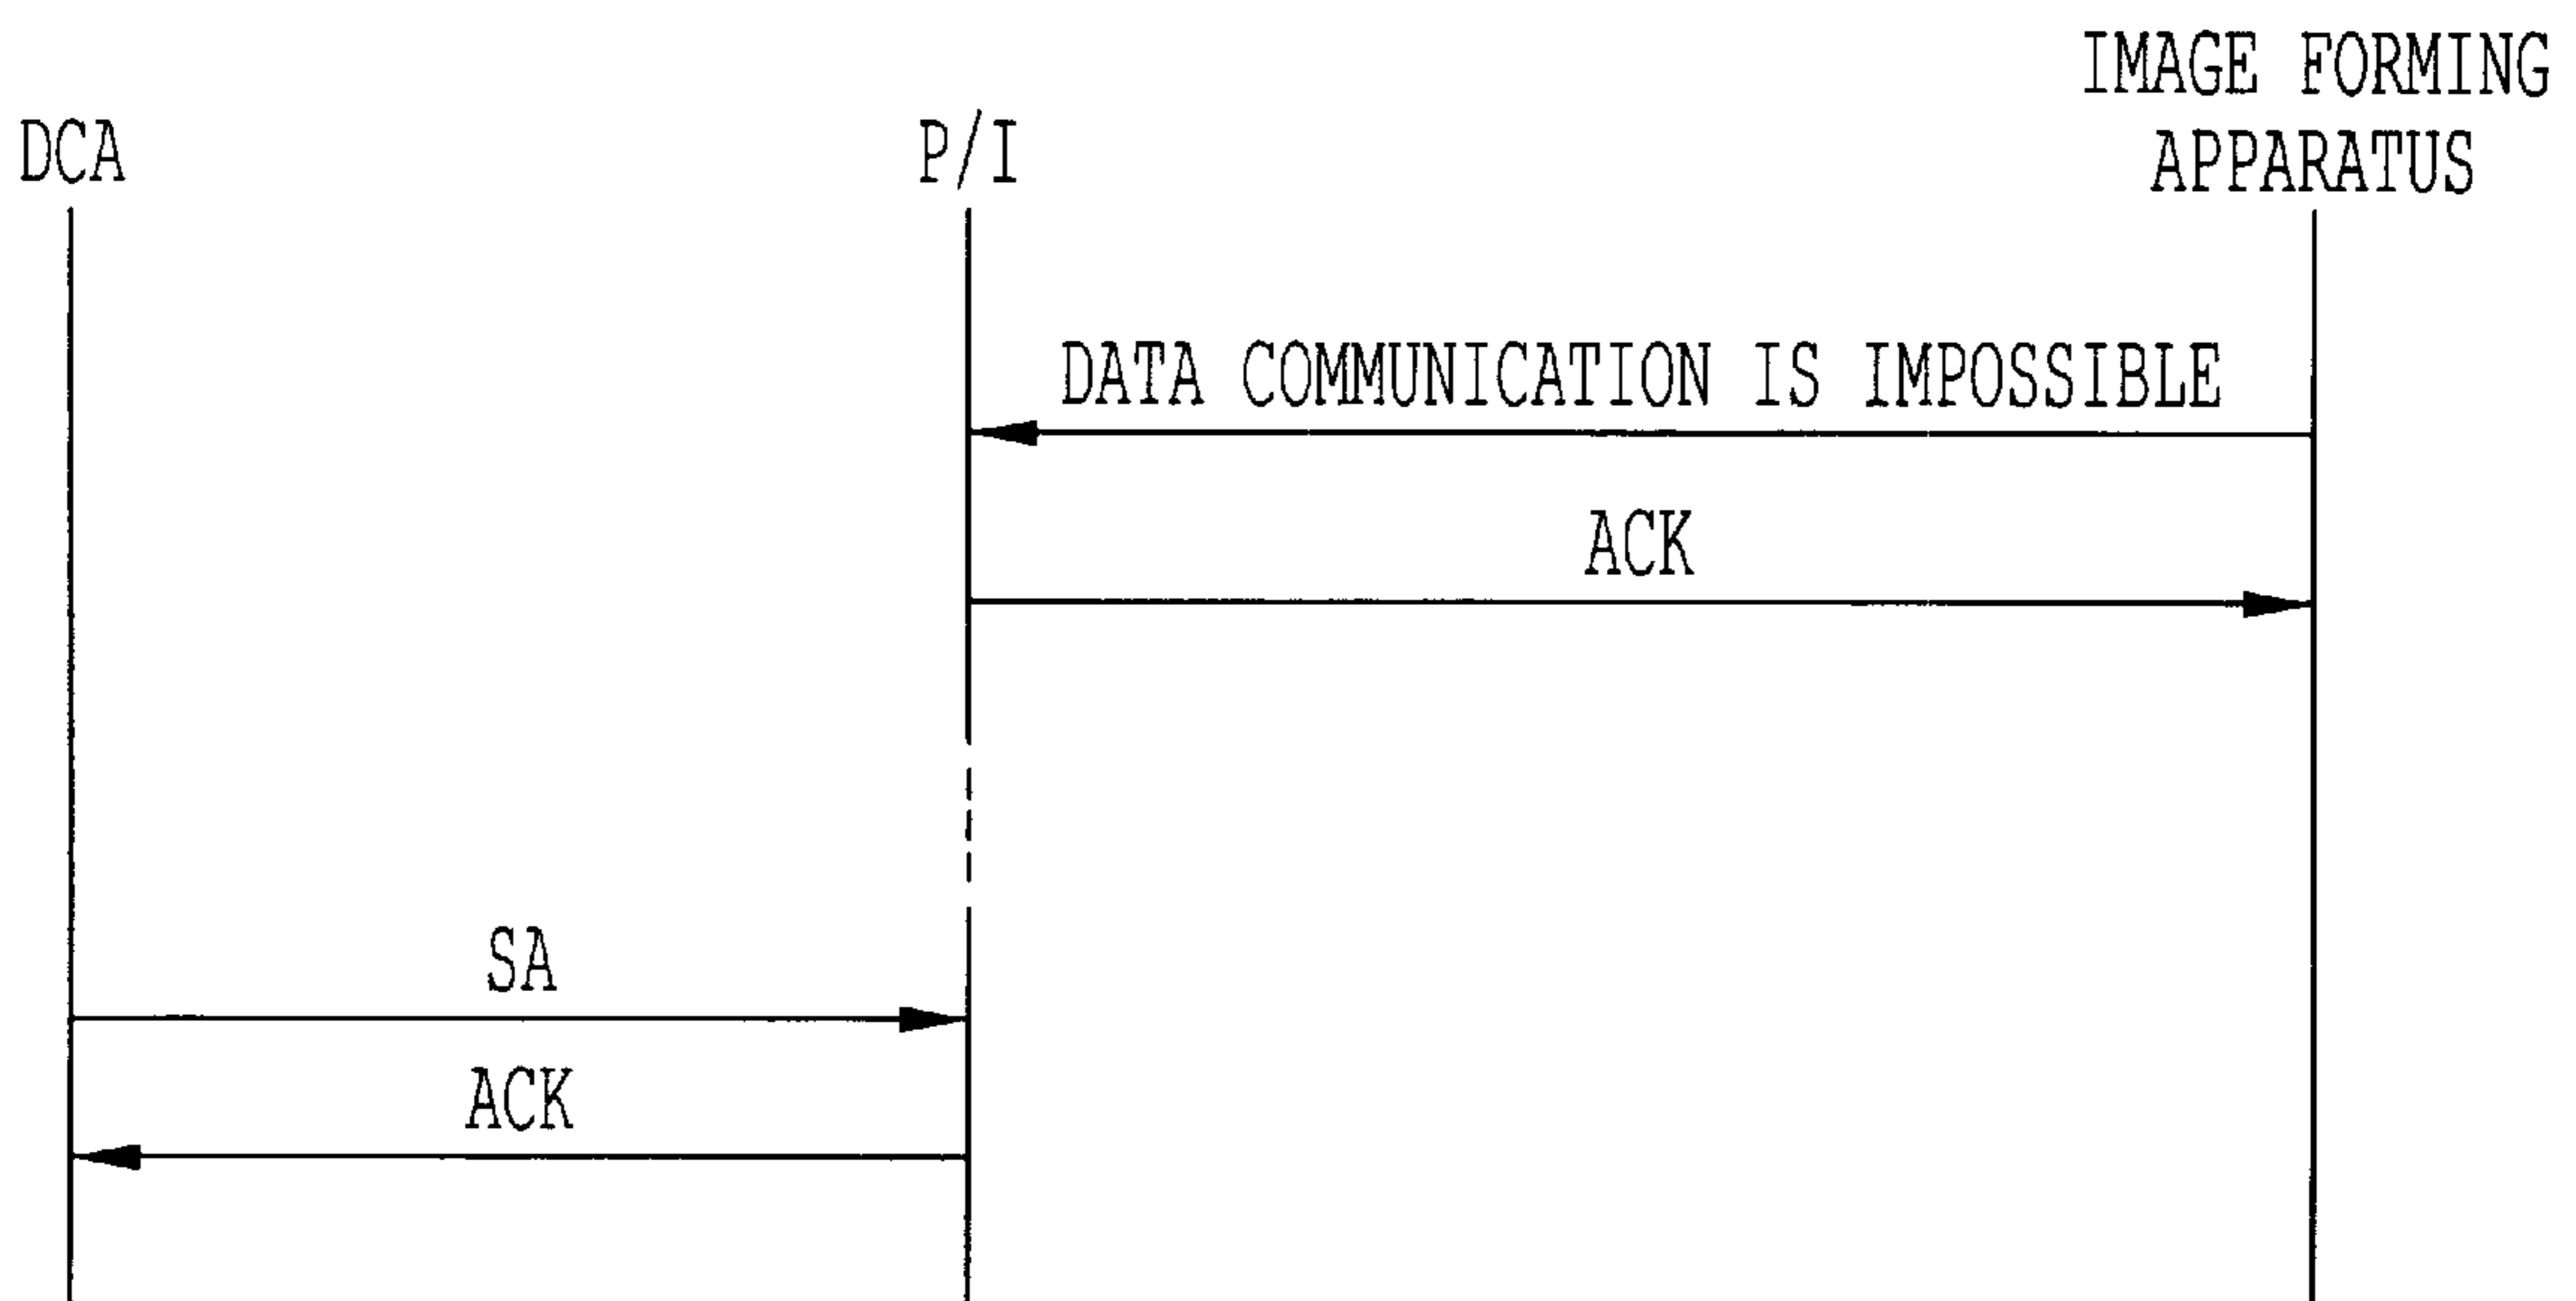 IMAGE FORMING
APPARATUS
DCA
P/I
DATA COMMUNICATION IS IMPOSSIBLE
ACK
SA
ACK